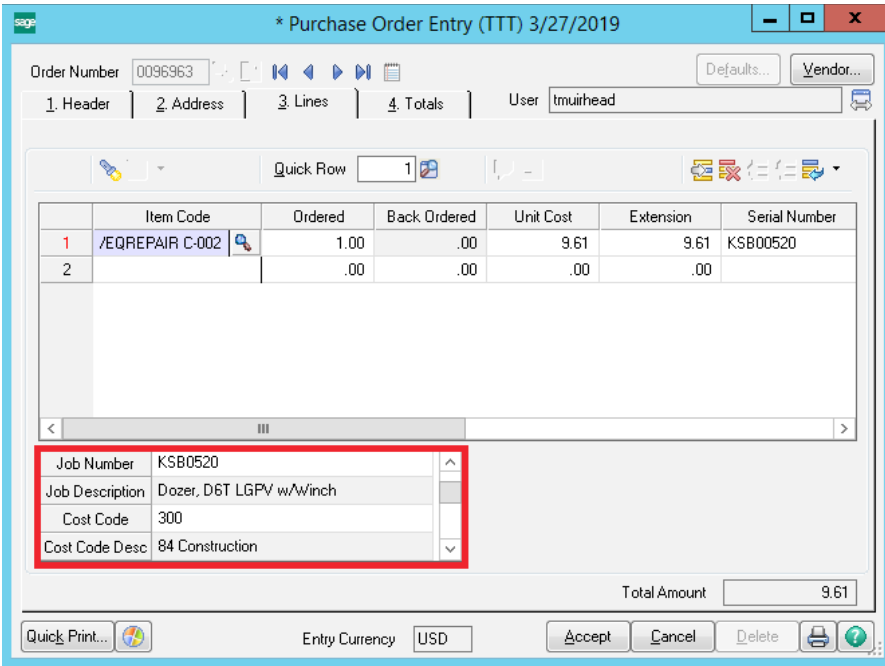 sage * Purchase Order Entry (TTT) 3/27/2019
Order Number 0096963 Defaults... Vendor...
1. Header 2. Address 3. Lines 4. Totals User tmuirhead
Quick Row 1
Item Code Ordered Back Ordered Unit Cost Extension Serial Number
1 /EQREPAIR C-002 1.00 .00 9.61 9.61 KSB00520
2 .00 .00 .00 .00
Job Number KSB0520
Job Description Dozer, D6T LGPV w/Winch
Cost Code 300
Cost Code Desc 84 Construction
Total Amount 9.61
Quick Print... Entry Currency USD Accept Cancel Delete